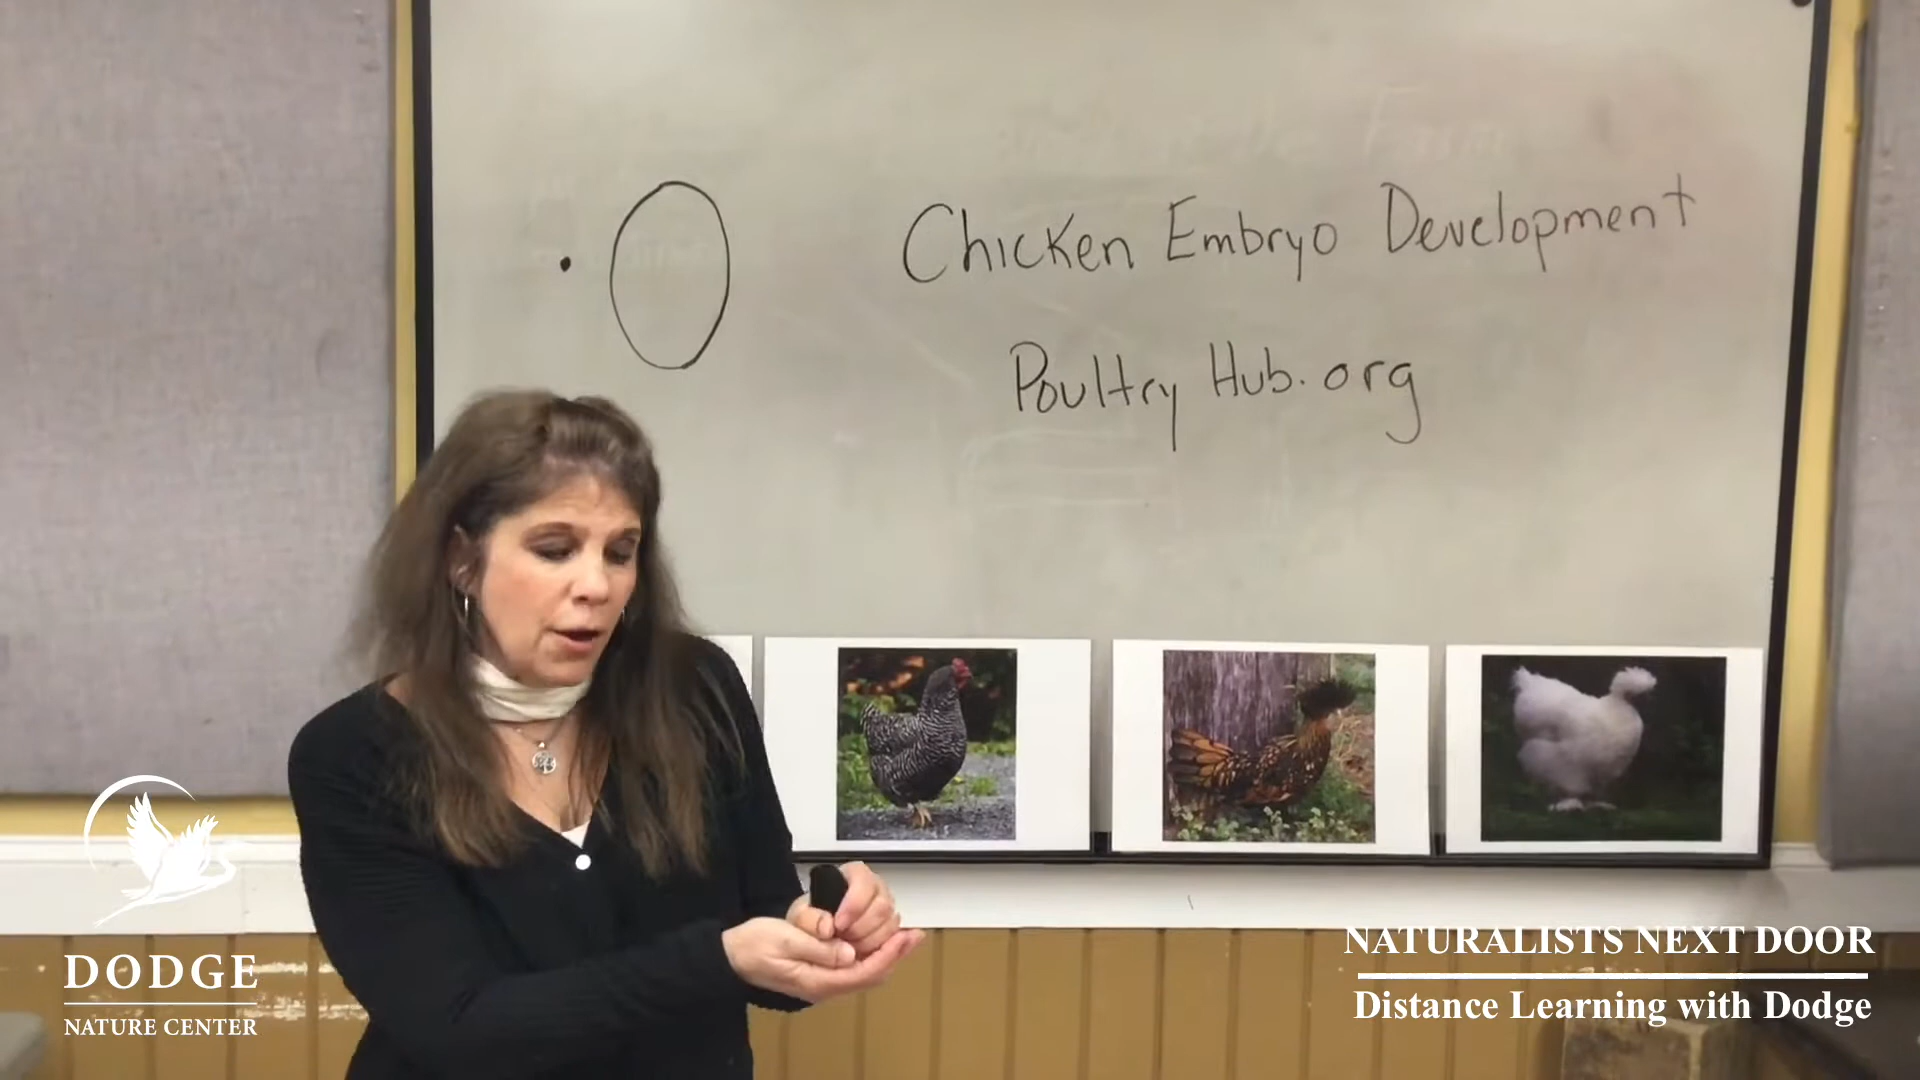 Chicken Embryo Development
Poultry Hub.org
DODGE
NATURE CENTER
NATURALISTS NEXT DOOR
Distance Learning with Dodge